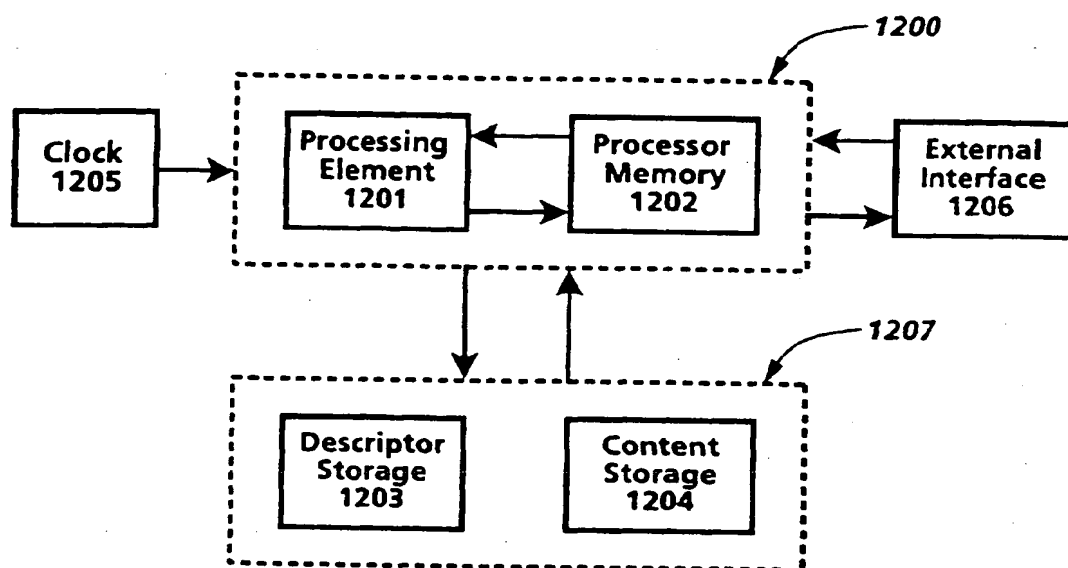 1200
Clock
1205
Processing
Element
1201
Processor
Memory
1202
External
Interface
1206
1207
Descriptor
Storage
1203
Content
Storage
1204